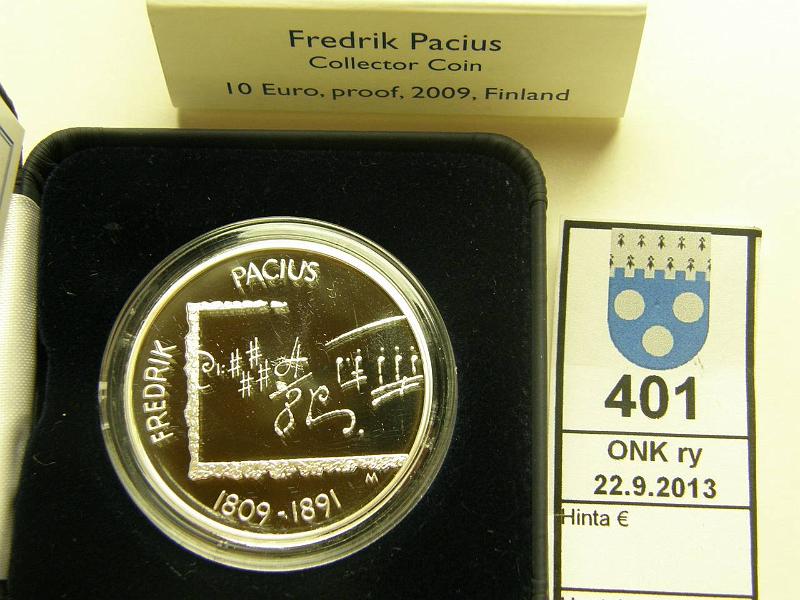 Fredrik Pacius
Collector Coin
10 Euro, proof, 2009, Finland
PACIUS
FREDRIK
M
1809-1891
401
ONK ry
22.9.2013
Hinta €